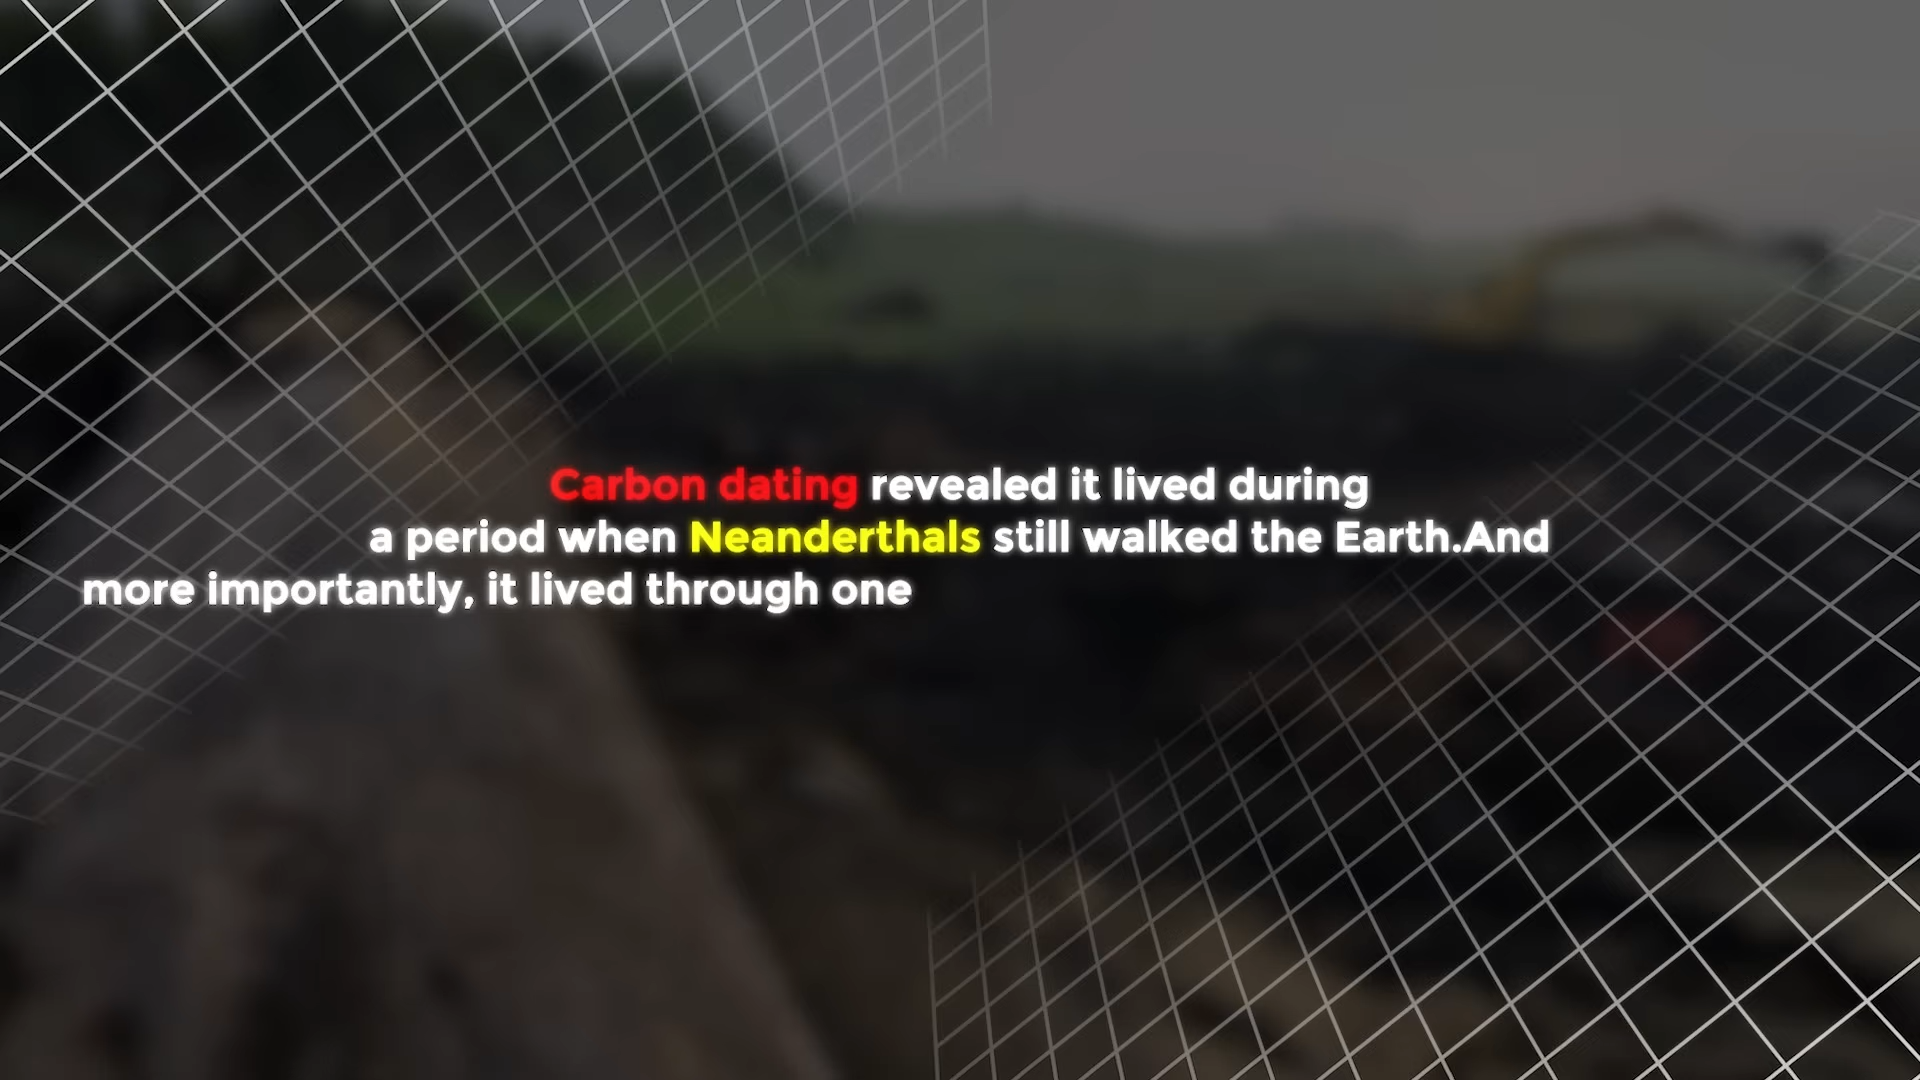 Carbon dating revealed it lived during
a period when Neanderthals still walked the Earth.And
more importantly, it lived through one